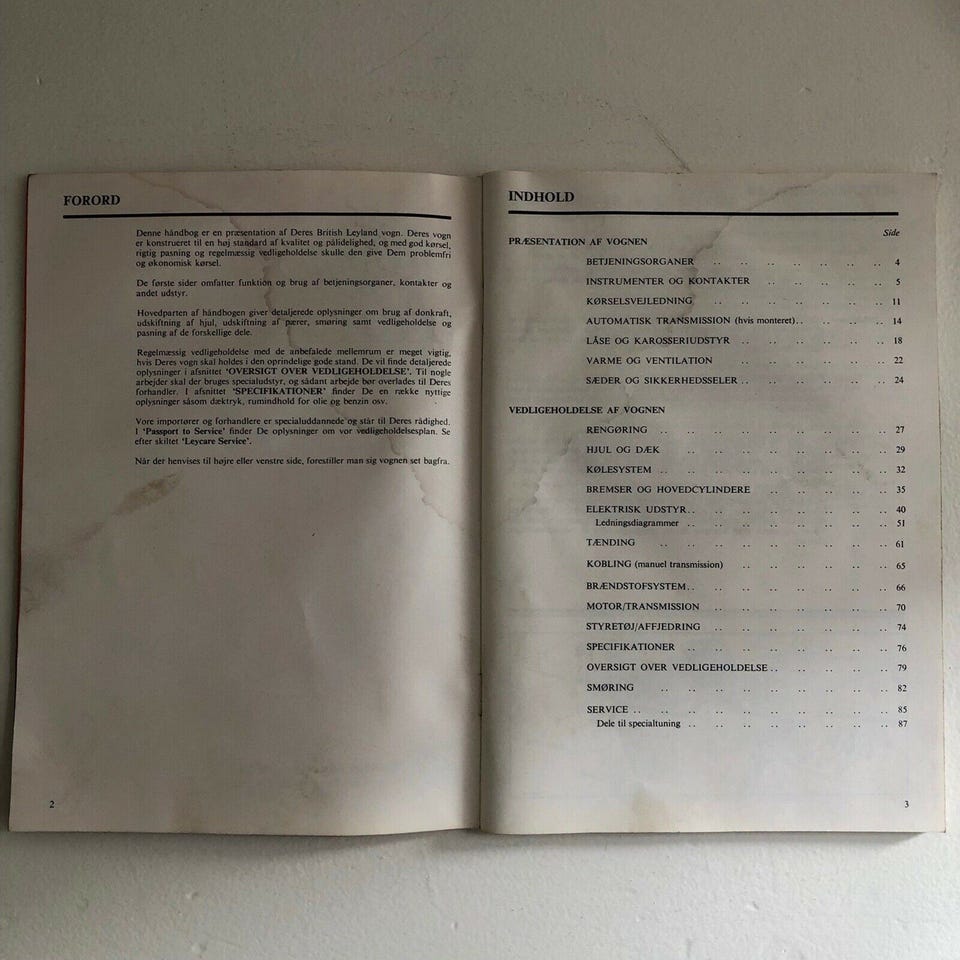 FORORD
Denne håndbog er en præsentation af Deres British Leyland vogn. Deres vogn
er konstrueret til en høj standard af kvalitet og pålidelighed, og med god kørsel,
rigtig pasning og regelmæssig vedligeholdelse skulle den give Dem problemfri
og økonomisk kørsel.
De første sider omfatter funktion og brug af betjeningsorganer, kontakter og
andet udstyr.
Hovedparten af håndbogen giver detaljerede oplysninger om brug af donkraft,
udskiftning af hjul, udskiftning af pærer, smøring samt vedligeholdelse og
pasning af de forskellige dele.
Regelmæssig vedligeholdelse med de anbefalede mellemrum er meget vigtig,
hvis Deres vogn skal holdes i den oprindelige gode stand. De vil finde detaljerede
oplysninger i afsnittet 'OVERSIGT OVER VEDLIGEHOLDELSE'. Til nogle
arbejder skal der bruges specialudstyr, og sådant arbejde bør overlades til Deres
forhandler. I afsnittet 'SPECIFIKATIONER' finder De en række nyttige
oplysninger såsom dæktryk, rumindhold for olie og benzin osv.
Vore importører og forhandlere er specialuddannede og står til Deres rådighed.
I 'Passport to Service' finder De oplysninger om vor vedligeholdelsesplan. Se
efter skiltet 'Leycare Service'.
Når der henvises til højre eller venstre side, forestiller man sig vognen set bagfra.
2
INDHOLD
Side
PRÆSENTATION AF VOGNEN
BETJENINGSORGANER .. .. .. .. .. .. 4
INSTRUMENTER OG KONTAKTER .. .. .. .. .. 5
KØRSELSVEJLEDNING .. .. .. .. .. .. .. 11
AUTOMATISK TRANSMISSION (hvis monteret).. .. .. .. 14
LÅSE OG KAROSSERIUDSTYR .. .. .. .. .. .. 18
VARME OG VENTILATION .. .. .. .. .. .. 22
SÆDER OG SIKKERHEDSSELER .. .. .. .. .. .. 24
VEDLIGEHOLDELSE AF VOGNEN
RENGØRING .. .. .. .. .. .. .. .. .. 27
HJUL OG DÆK .. .. .. .. .. .. .. .. 29
KØLESYSTEM .. .. .. .. .. .. .. .. .. 32
BREMSER OG HOVEDCYLINDERE .. .. .. .. .. 35
ELEKTRISK UDSTYR.. .. .. .. .. .. .. .. 40
Ledningsdiagrammer .. .. .. .. .. .. .. .. 51
TÆNDING .. .. .. .. .. .. .. .. .. 61
KOBLING (manuel transmission) .. .. .. .. .. .. 65
BRÆNDSTOFSYSTEM.. .. .. .. .. .. .. .. 66
MOTOR/TRANSMISSION .. .. .. .. .. .. .. 70
STYRETØJ/AFFJEDRING .. .. .. .. .. .. .. 74
SPECIFIKATIONER .. .. .. .. .. .. .. .. 76
OVERSIGT OVER VEDLIGEHOLDELSE.. .. .. .. .. 79
SMØRING .. .. .. .. .. .. .. .. .. 82
SERVICE .. .. .. .. .. .. .. .. .. .. 85
Dele til specialtuning .. .. .. .. .. .. .. .. 87
3